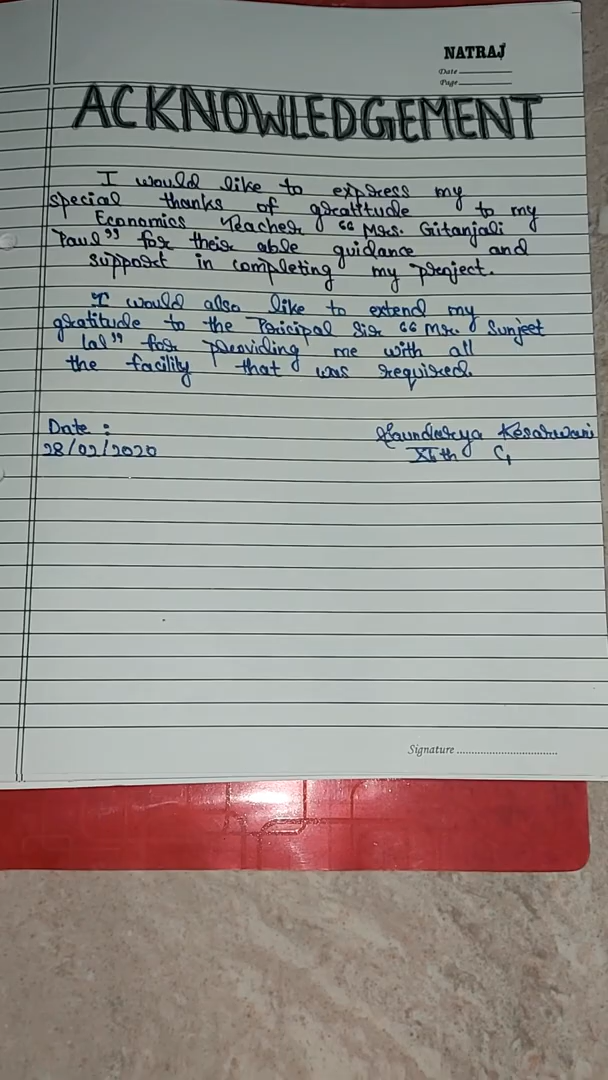 NATRAJ
Date
Page
ACKNOWLEDGEMENT
I would like to express my
special thanks of gratitude to my
Economics Teacher “Mrs. Gitanjali
Paul” for their able guidance and
support in completing my project.
I would also like to extend my
gratitude to the Pericipal Sir “Mr. Sunjeet
lal” for providing me with all
the facility that was required.
Date :
28/02/2020
Saundarya Kesarwani
XIth G
Signature